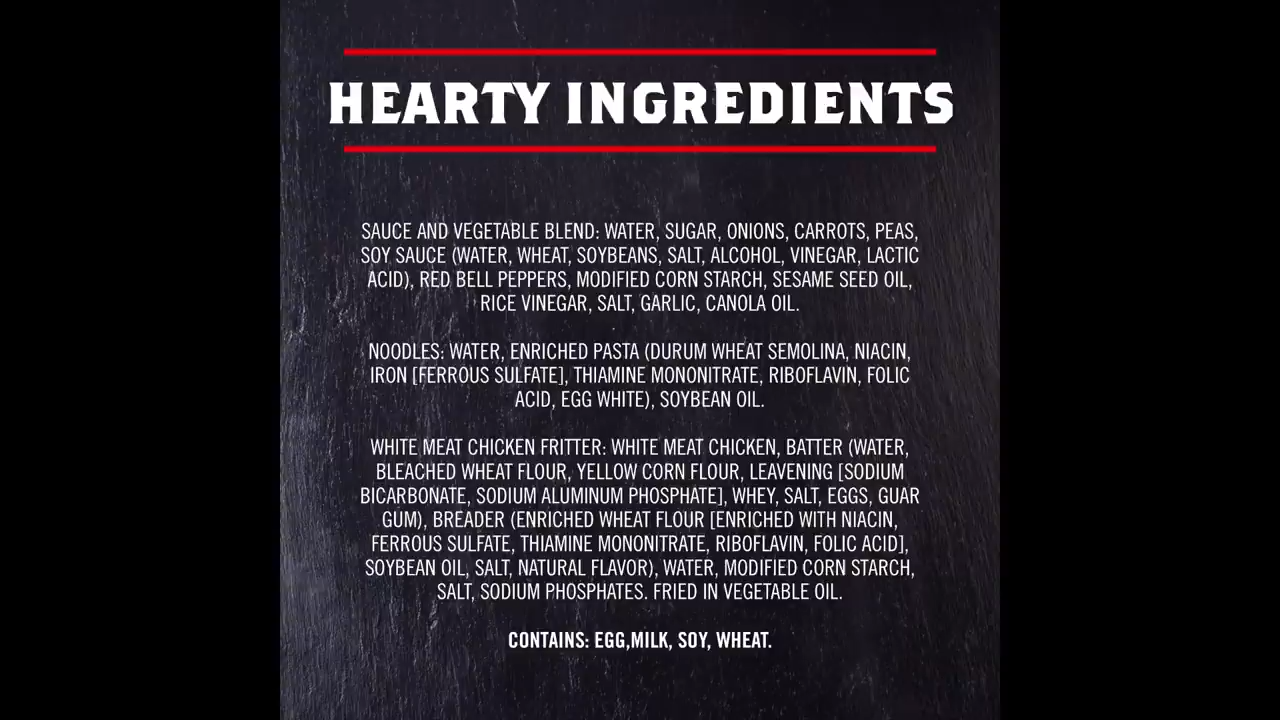 HEARTY INGREDIENTS
SAUCE AND VEGETABLE BLEND: WATER, SUGAR, ONIONS, CARROTS, PEAS,
SOY SAUCE (WATER, WHEAT, SOYBEANS, SALT, ALCOHOL, VINEGAR, LACTIC
ACID), RED BELL PEPPERS, MODIFIED CORN STARCH, SESAME SEED OIL,
RICE VINEGAR, SALT, GARLIC, CANOLA OIL.
NOODLES: WATER, ENRICHED PASTA (DURUM WHEAT SEMOLINA, NIACIN,
IRON [FERROUS SULFATE], THIAMINE MONONITRATE, RIBOFLAVIN, FOLIC
ACID, EGG WHITE), SOYBEAN OIL.
WHITE MEAT CHICKEN FRITTER: WHITE MEAT CHICKEN, BATTER (WATER,
BLEACHED WHEAT FLOUR, YELLOW CORN FLOUR, LEAVENING [SODIUM
BICARBONATE, SODIUM ALUMINUM PHOSPHATE], WHEY, SALT, EGGS, GUAR
GUM), BREADER (ENRICHED WHEAT FLOUR [ENRICHED WITH NIACIN,
FERROUS SULFATE, THIAMINE MONONITRATE, RIBOFLAVIN, FOLIC ACID],
SOYBEAN OIL, SALT, NATURAL FLAVOR), WATER, MODIFIED CORN STARCH,
SALT, SODIUM PHOSPHATES. FRIED IN VEGETABLE OIL.
CONTAINS: EGG,MILK, SOY, WHEAT.